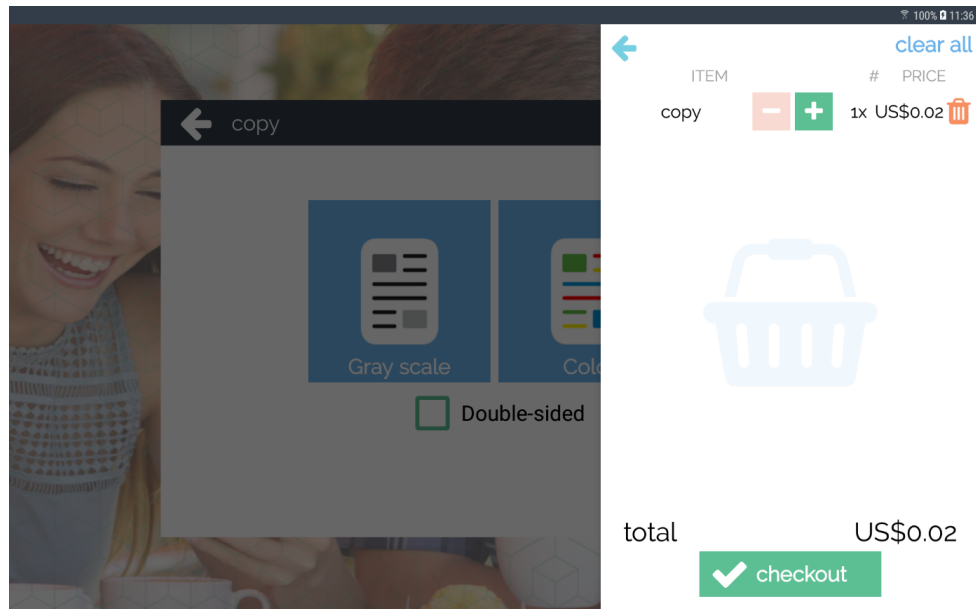 100% 11:36
clear all
ITEM # PRICE
copy 1x US$0.02
copy
Gray scale
Colo
Double-sided
total US$0.02
checkout